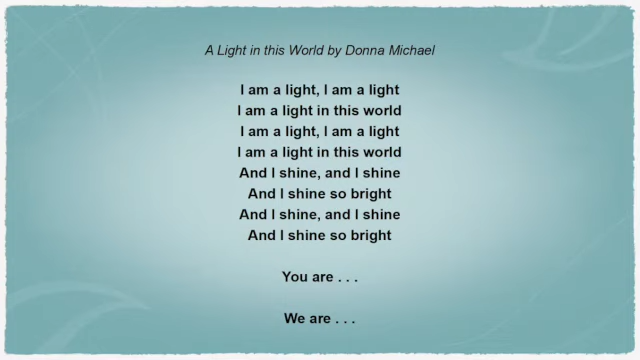 A Light in this World by Donna Michael
I am a light, I am a light
I am a light in this world
I am a light, I am a light
I am a light in this world
And I shine, and I shine
And I shine so bright
And I shine, and I shine
And I shine so bright
You are . . .
We are . . .